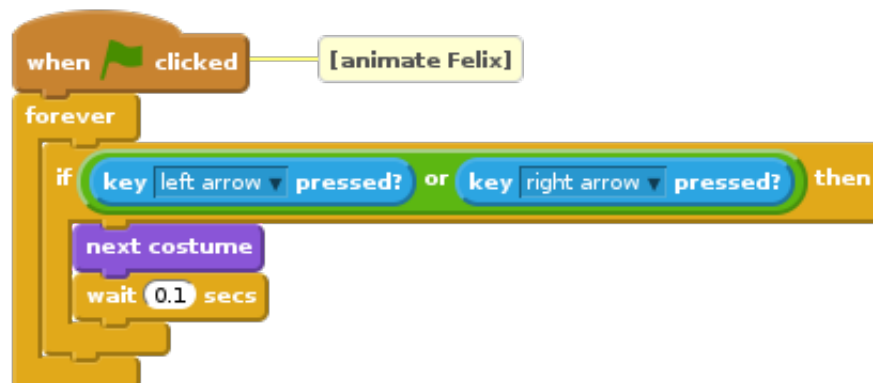 when clicked [animate Felix]
forever
if key left arrow pressed? or key right arrow pressed? then
next costume
wait 0.1 secs